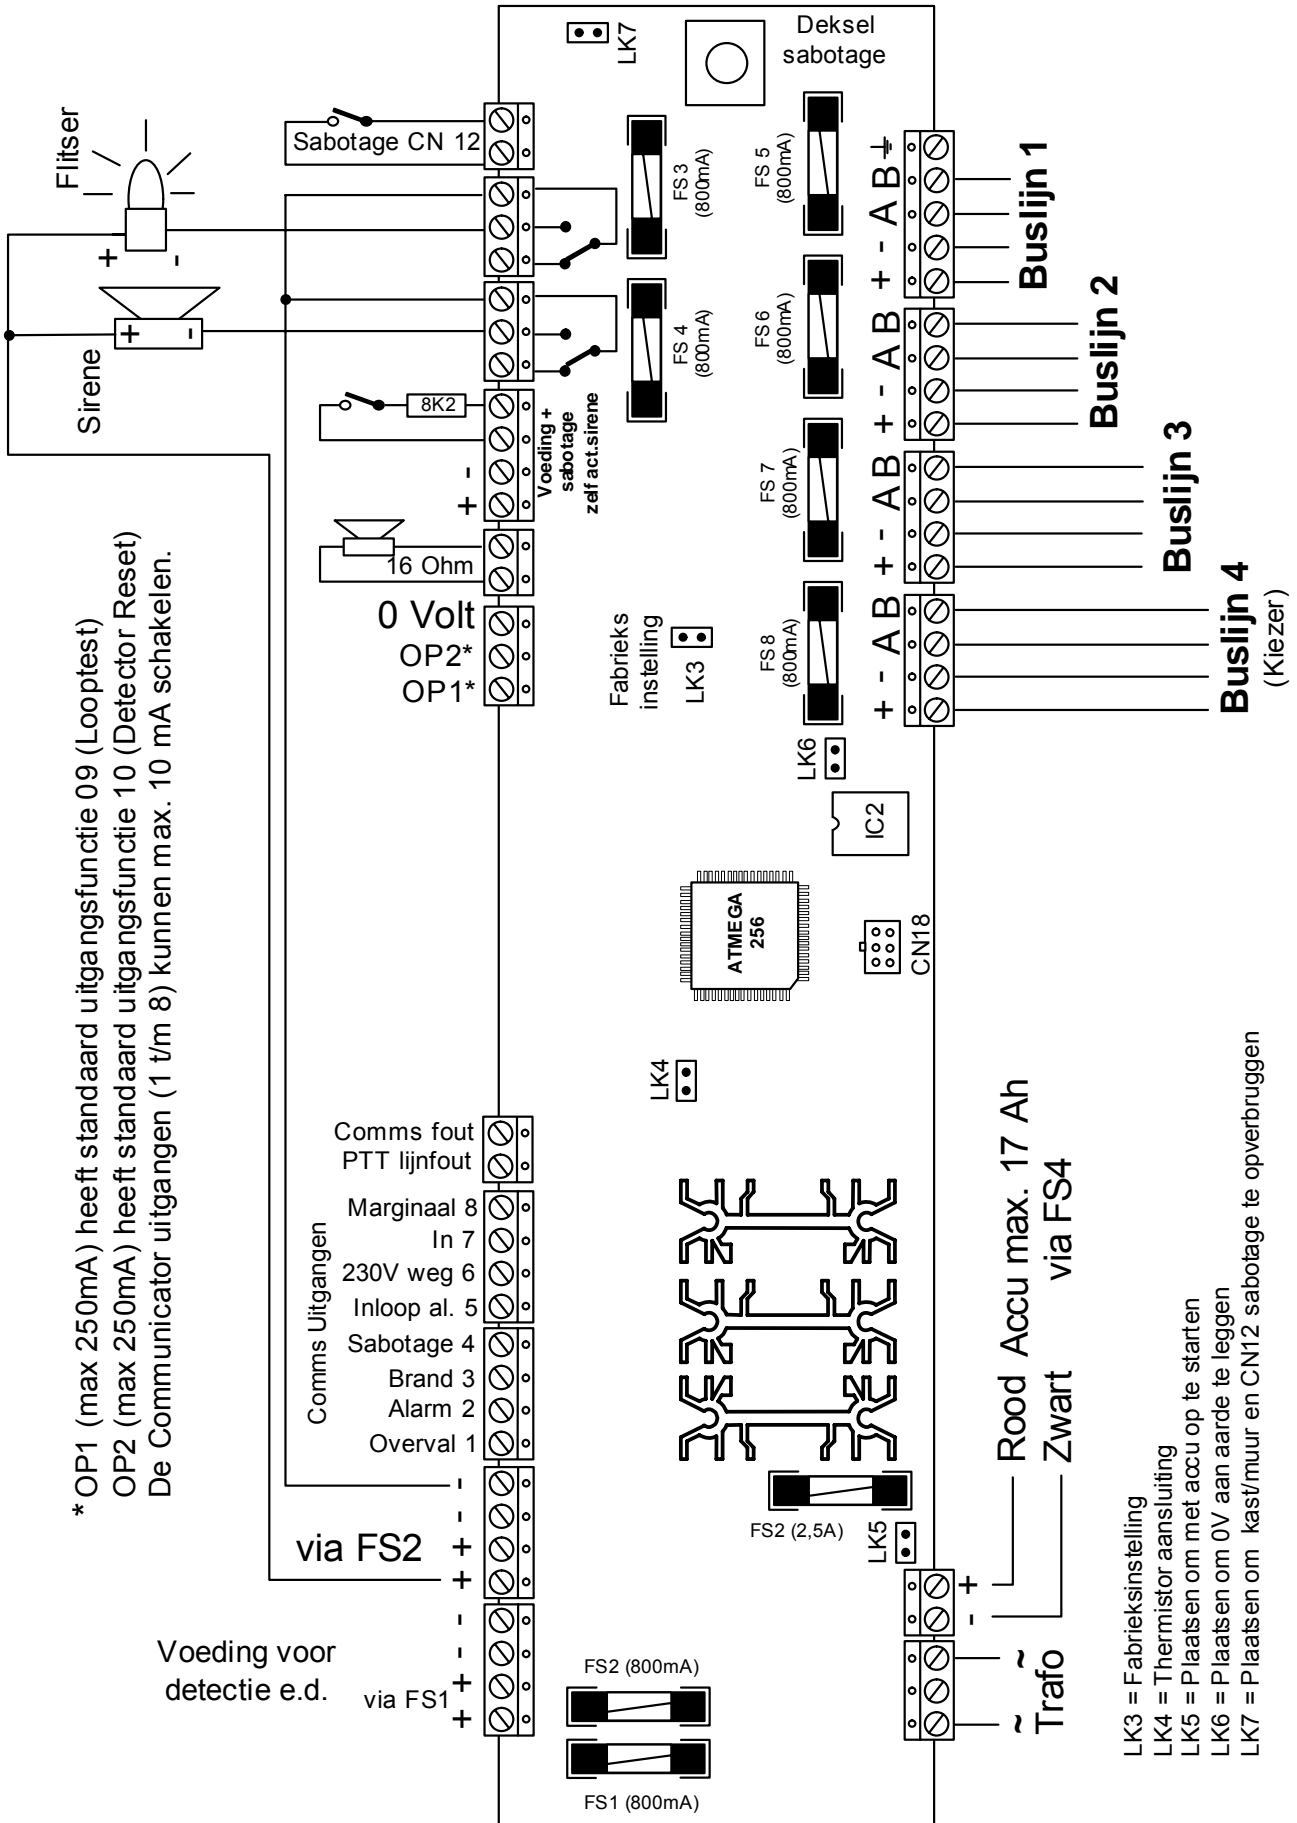 LK7
Deksel
sabotage
Flitser
+ -
Sabotage CN 12
Sirene
+ -
FS 3
(800mA)
FS 4
(800mA)
FS 5
(800mA)
FS 6
(800mA)
FS 7
(800mA)
FS 8
(800mA)
+ - A B
Buslijn 1
+ - A B
Buslijn 2
+ - A B
Buslijn 3
+ - A B
Buslijn 4
(Kiezer)
8K2
+ -
Voeding +
sabotage
zelf act.sirene
16 Ohm
0 Volt
OP2*
OP1*
Fabrieks
instelling
LK3
LK6
IC2
ATMEGA
256
CN18
LK4
* OP1 (max 250mA) heeft standaard uitgangsfunctie 09 (Looptest)
OP2 (max 250mA) heeft standaard uitgangsfunctie 10 (Detector Reset)
De Communicator uitgangen (1 t/m 8) kunnen max. 10 mA schakelen.
Comms fout
PTT lijnfout
Comms Uitgangen
Marginaal 8
In 7
230V weg 6
Inloop al. 5
Sabotage 4
Brand 3
Alarm 2
Overval 1
-
-
via FS2 +
+
-
-
Voeding voor
detectie e.d.
via FS1 +
+
FS2 (2,5A)
LK5
+
-
Rood Accu max. 17 Ah
Zwart via FS4
~ ~
Trafo
FS2 (800mA)
FS1 (800mA)
LK3 = Fabrieksinstelling
LK4 = Thermistor aansluiting
LK5 = Plaatsen om met accu op te starten
LK6 = Plaatsen om 0V aan aarde te leggen
LK7 = Plaatsen om kast/muur en CN12 sabotage te opverbruggen